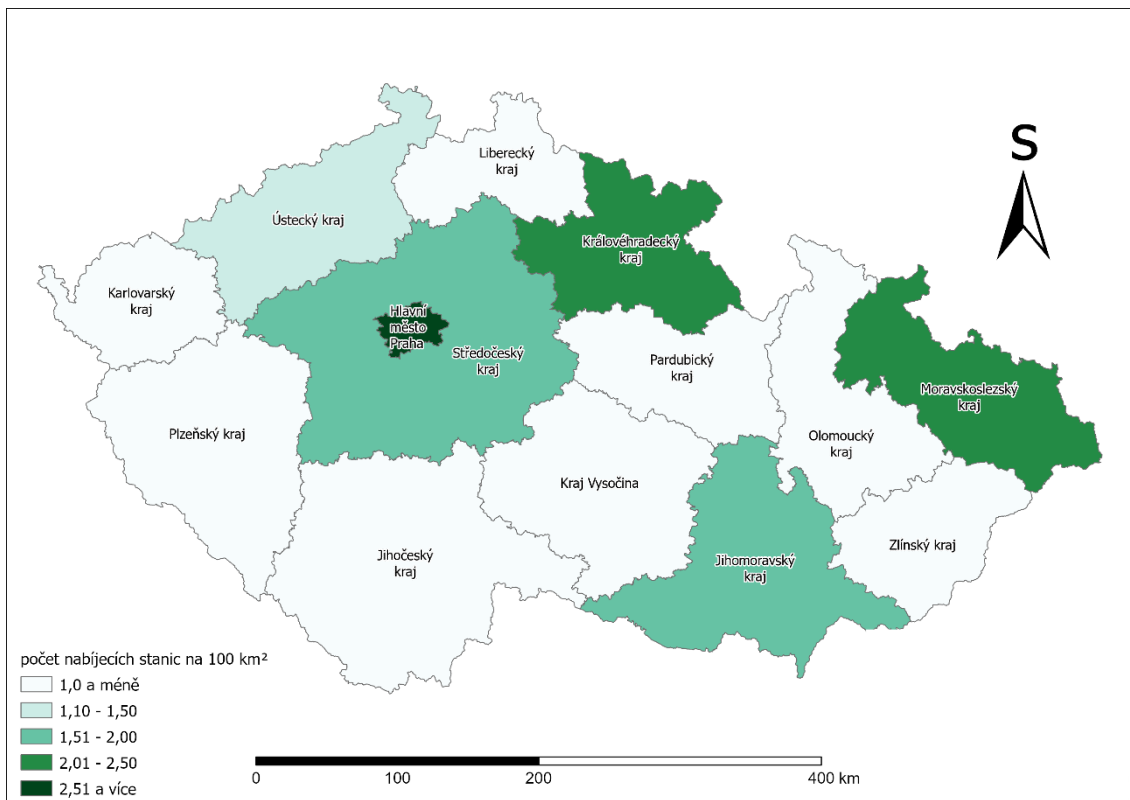 S
Liberecký
kraj
Ústecký kraj
Královéhradecký
kraj
Karlovarský
kraj
Hlavní
město
Praha
Středočeský
kraj
Pardubický
kraj
Moravskoslezský
kraj
Plzeňský kraj
Olomoucký
kraj
Kraj Vysočina
Jihočeský
kraj
Jihomoravský
kraj
Zlínský kraj
počet nabíjecích stanic na 100 km²
1,0 a méně
1,10 - 1,50
1,51 - 2,00
2,01 - 2,50
2,51 a více
0 100 200 400 km